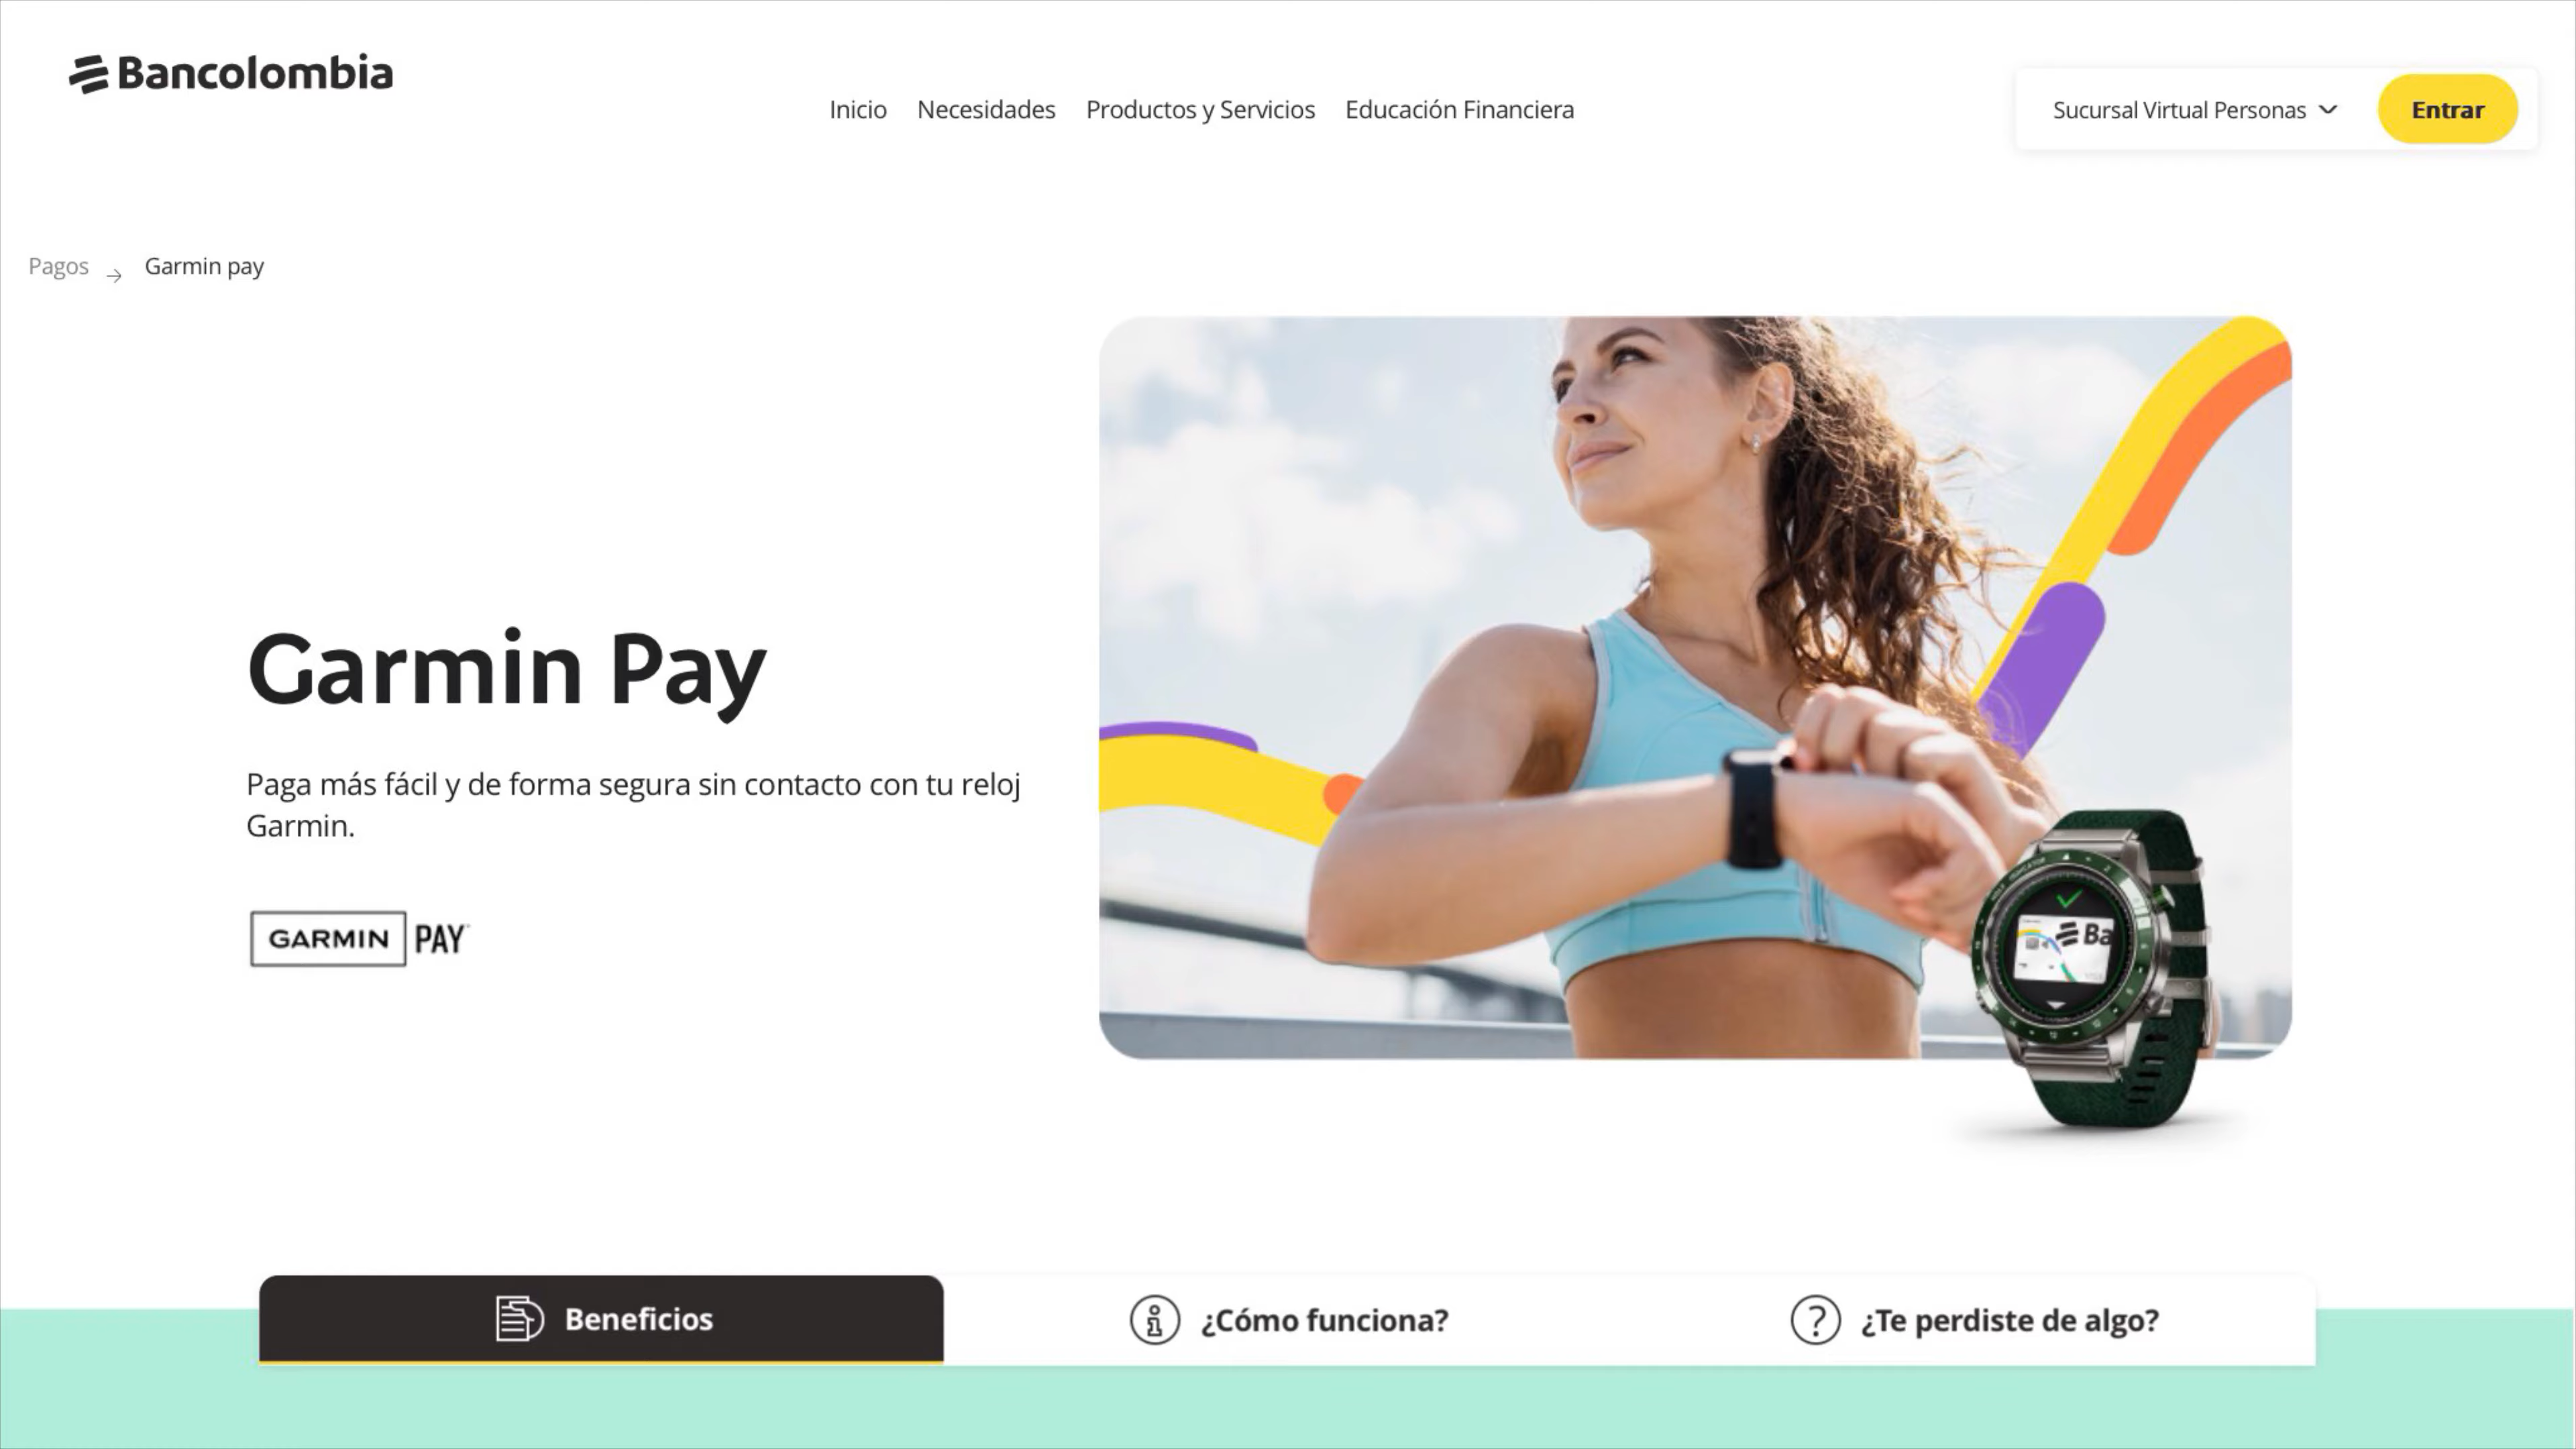 Bancolombia
Inicio Necesidades Productos y Servicios Educación Financiera
Sucursal Virtual Personas Entrar
Pagos → Garmin pay
Garmin Pay
Paga más fácil y de forma segura sin contacto con tu reloj
Garmin.
GARMIN PAY
Ba
Beneficios
¿Cómo funciona?
¿Te perdiste de algo?